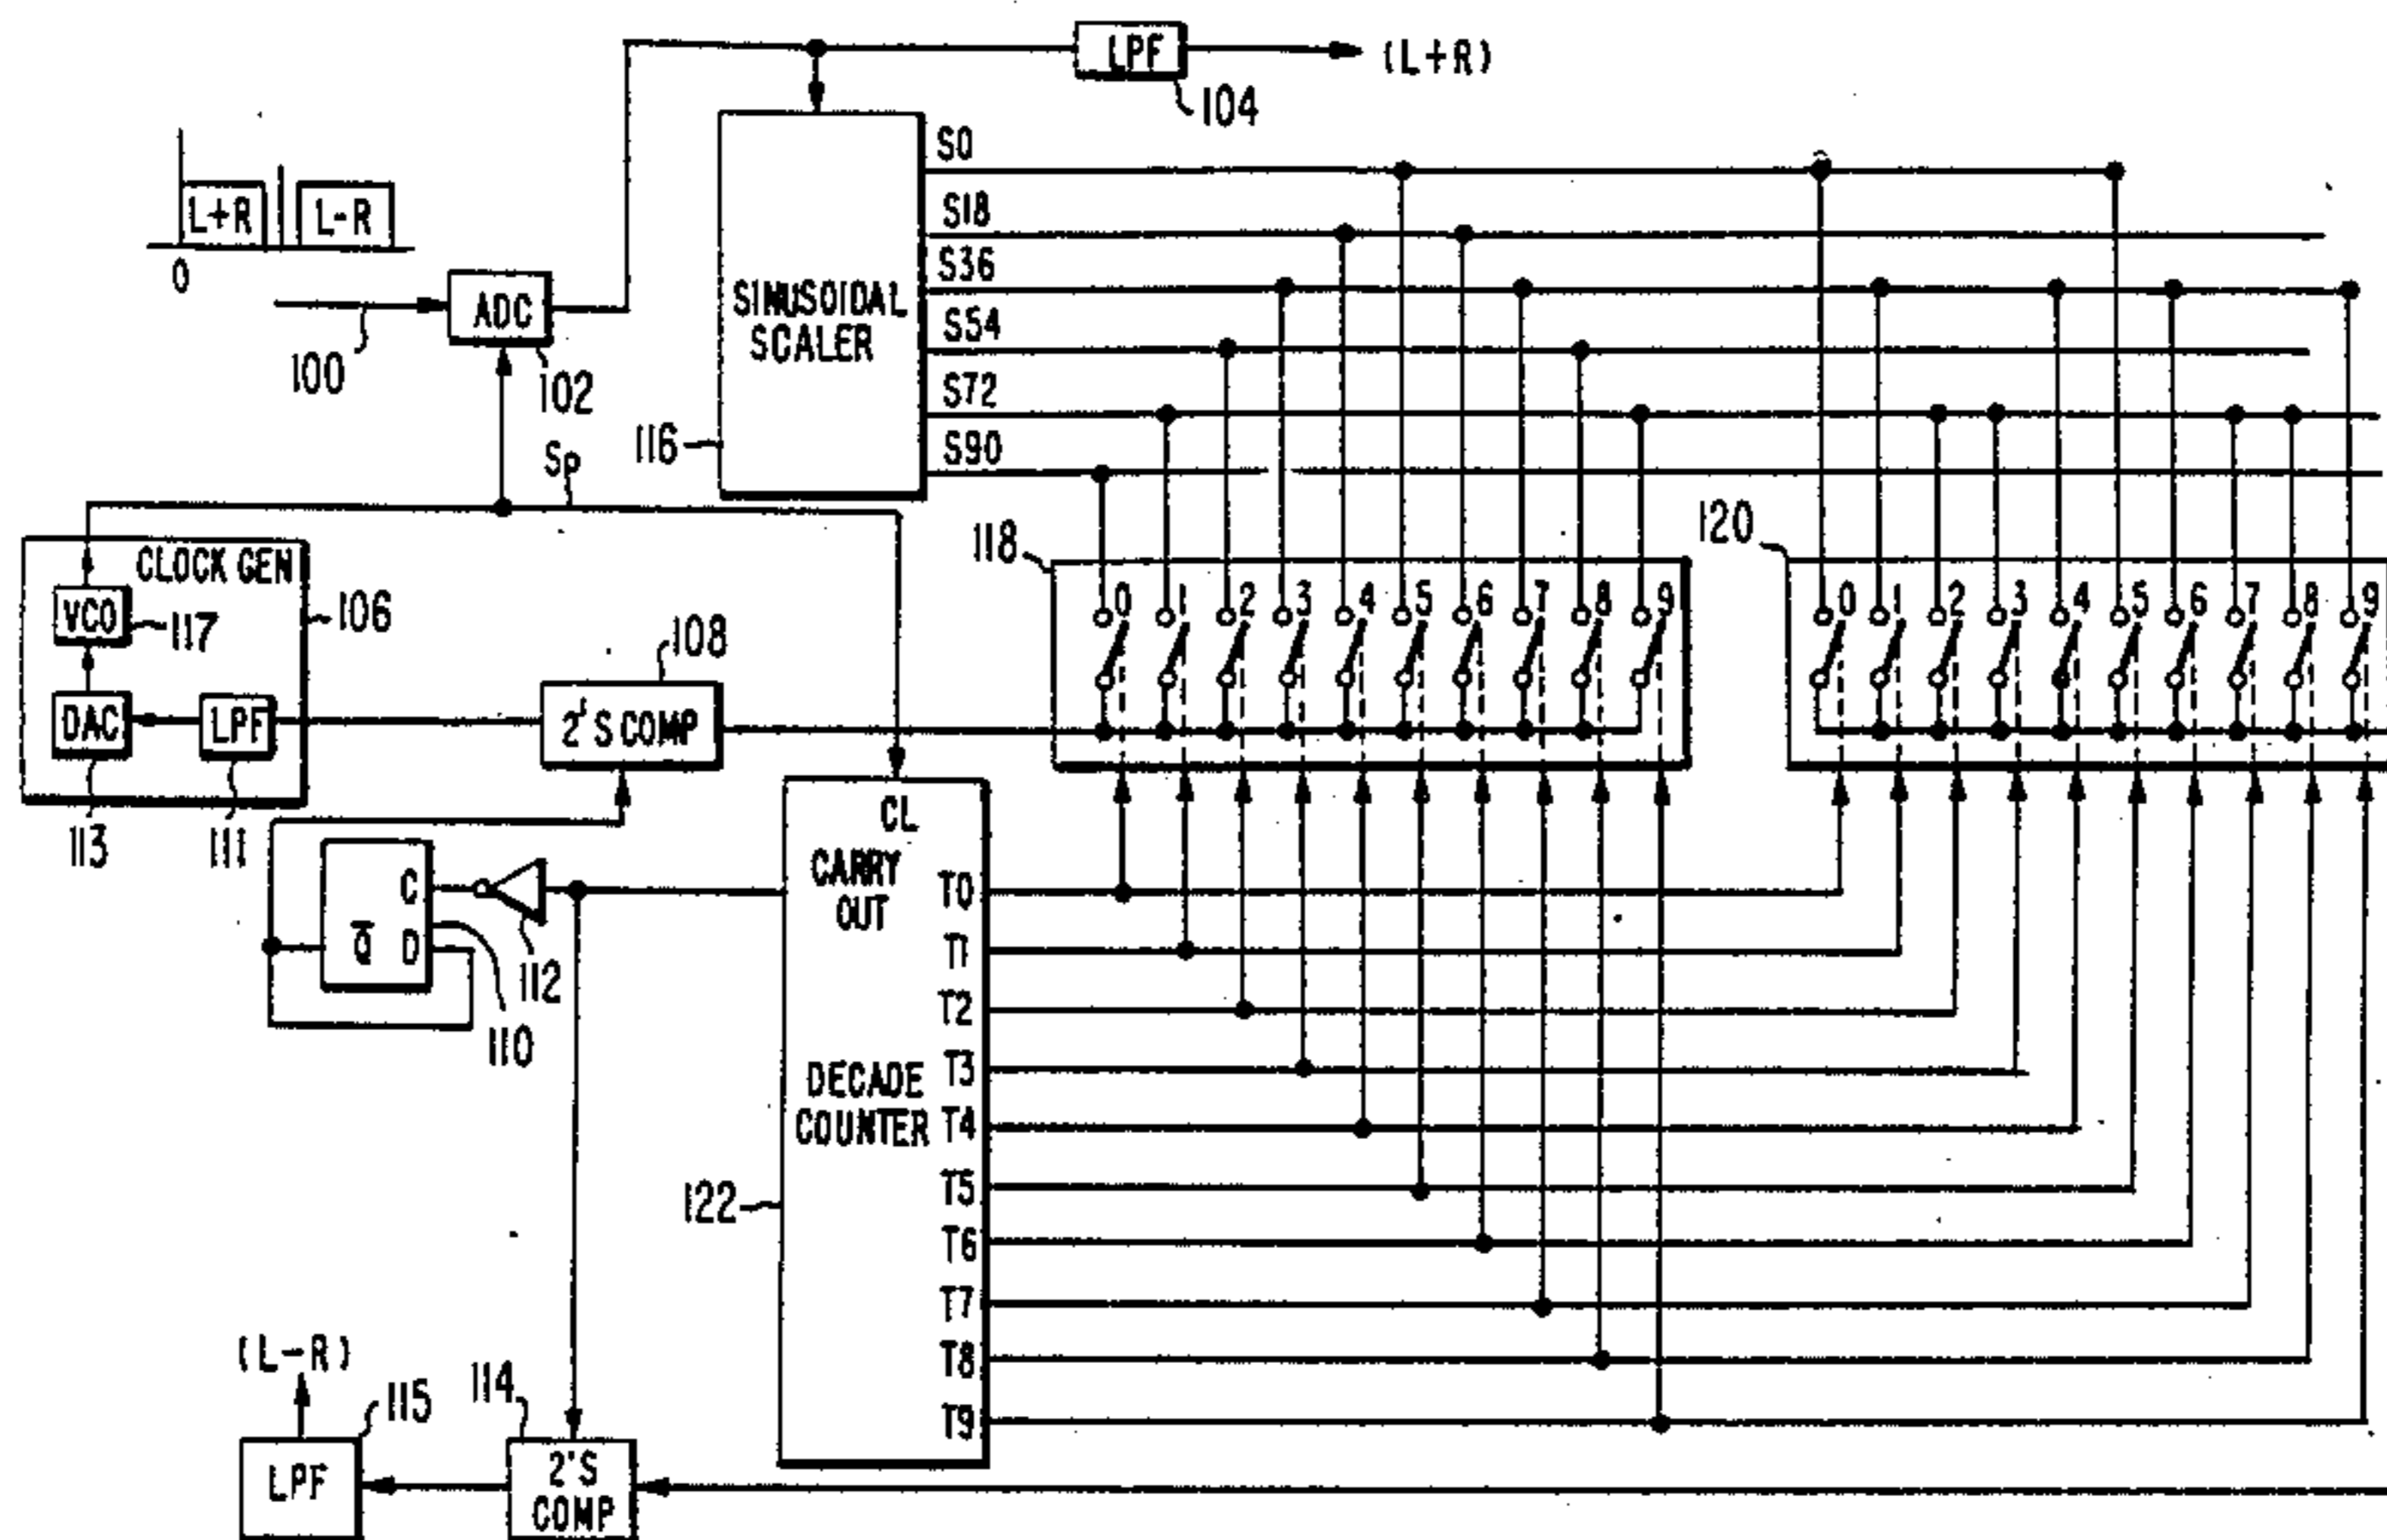 LPF
(L+R)
104
L+R
L-R
0
ADC
100
102
SINUSOIDAL
SCALER
116
S0
S18
S36
S54
S72
S90
Sp
CLOCK GEN
VCO
117
106
DAC
LPF
113
111
108
2'S COMP
118
0 1 2 3 4 5 6 7 8 9
120
0 1 2 3 4 5 6 7 8 9
C
Q̅ D
112
110
CL
CARRY
OUT
DECADE
COUNTER
122
T0
T1
T2
T3
T4
T5
T6
T7
T8
T9
(L-R)
115
LPF
114
2'S
COMP